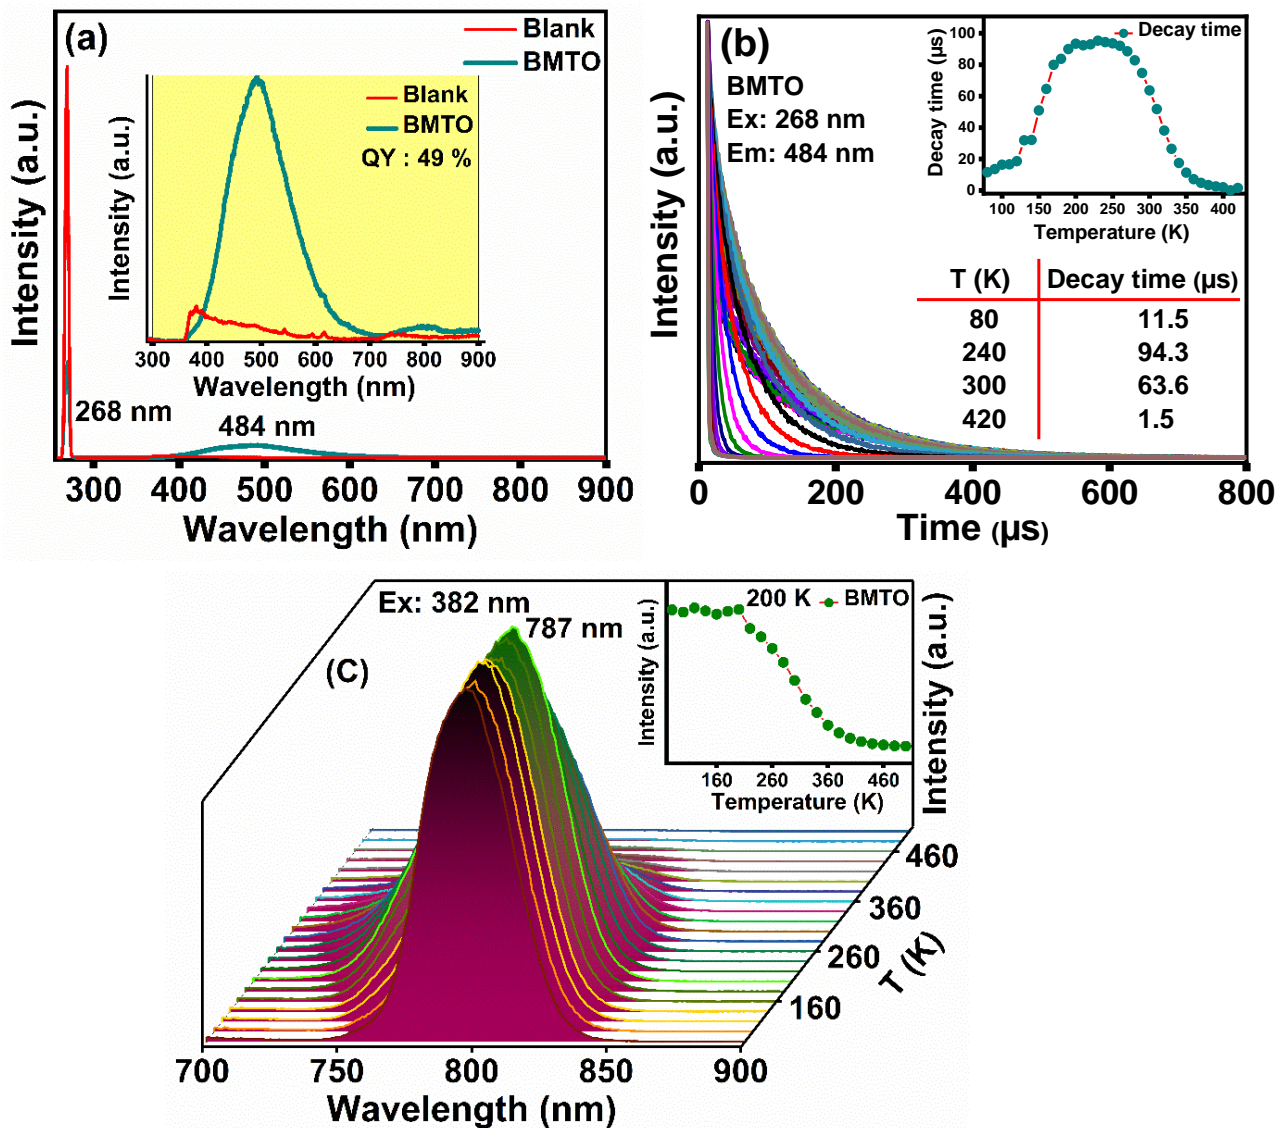 (a)
Blank
BMTO
Blank
BMTO
QY : 49 %
Intensity (a.u.)
300 400 500 600 700 800 900
Wavelength (nm)
Intensity (a.u.)
268 nm
484 nm
300 400 500 600 700 800 900
Wavelength (nm)
(b)
BMTO
Ex: 268 nm
Em: 484 nm
Intensity (a.u.)
Decay time
Decay time (µs)
100
80
60
40
20
0
100 150 200 250 300 350 400
Temperature (K)
T (K) Decay time (µs)
80 11.5
240 94.3
300 63.6
420 1.5
0 200 400 600 800
Time (µs)
Ex: 382 nm
787 nm
(C)
200 K
BMTO
Intensity (a.u.)
160 260 360 460
Temperature (K)
Intensity (a.u.)
460
360
260
160
T (K)
700 750 800 850 900
Wavelength (nm)